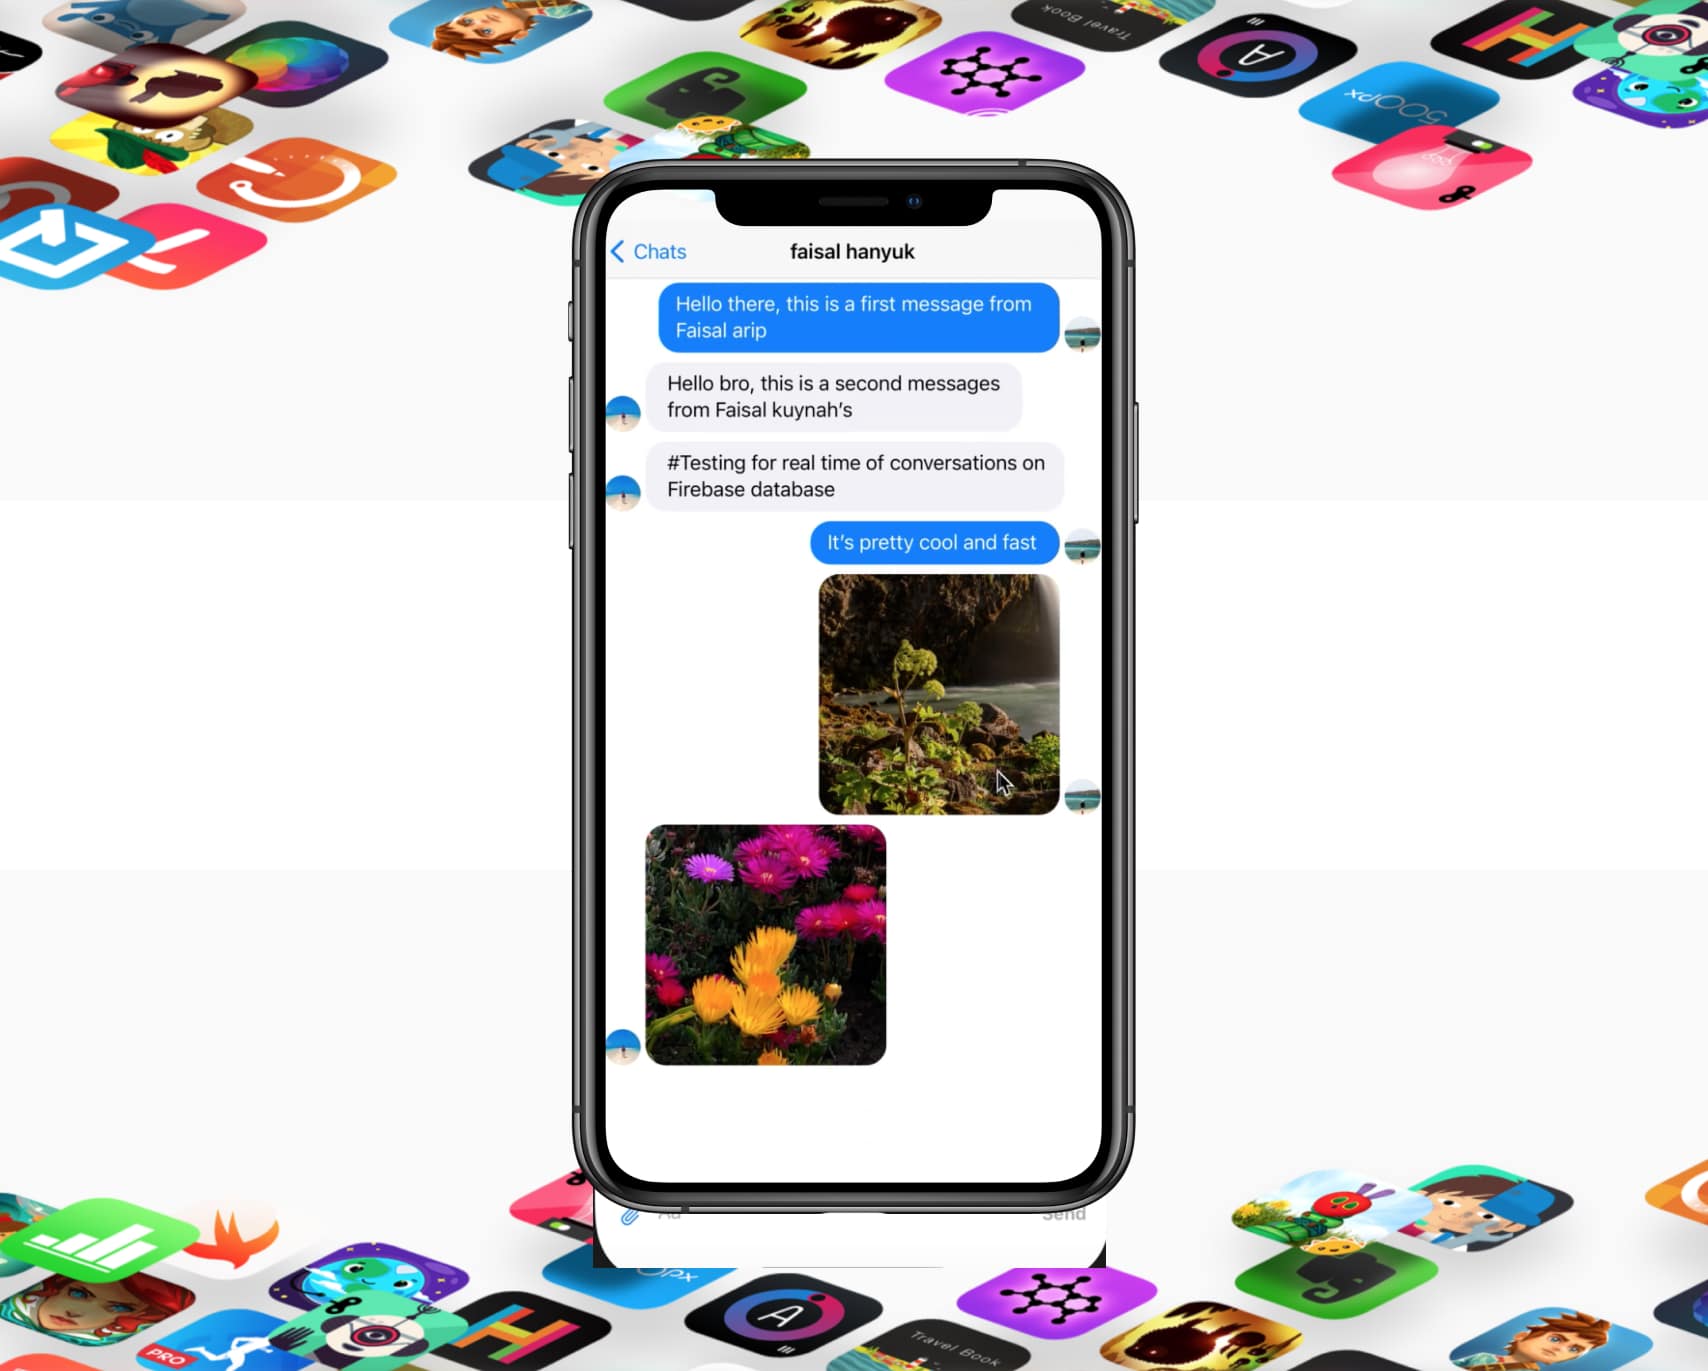 Travel Book
A
500px
Chats
faisal hanyuk
Hello there, this is a first message from
Faisal arip
Hello bro, this is a second messages
from Faisal kuynah's
#Testing for real time of conversations on
Firebase database
It's pretty cool and fast
Aa
Send
px
PRO
A
Travel Book